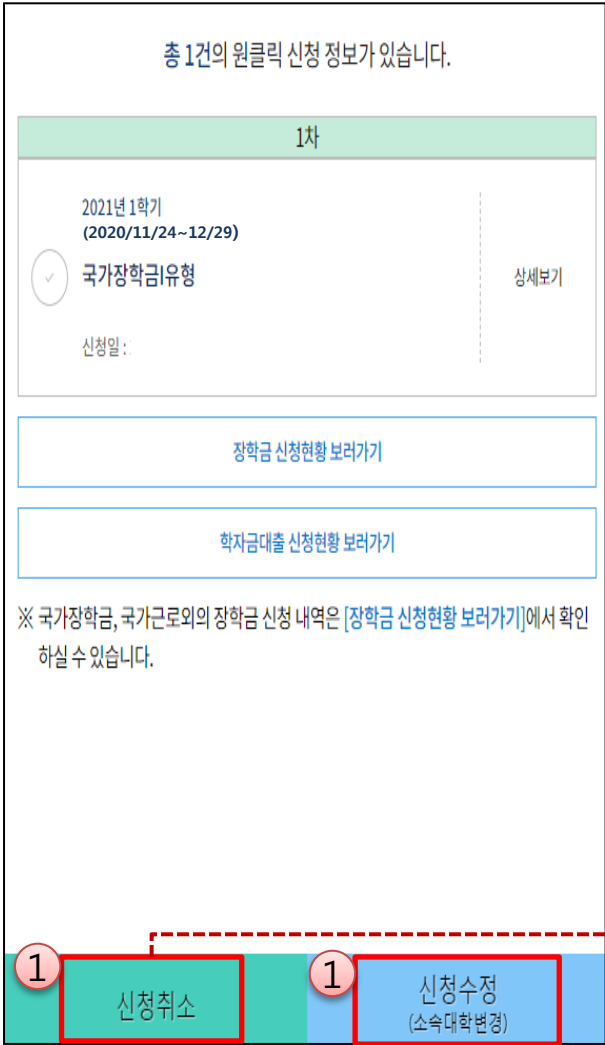 총 1건의 원클릭 신청 정보가 있습니다.
1차
2021년 1학기
(2020/11/24~12/29)
국가장학금I유형
상세보기
신청일 :
장학금 신청현황 보러가기
학자금대출 신청현황 보러가기
※ 국가장학금, 국가근로외의 장학금 신청 내역은 [장학금 신청현황 보러가기]에서 확인
하실 수 있습니다.
1
신청취소
1
신청수정
(소속대학변경)